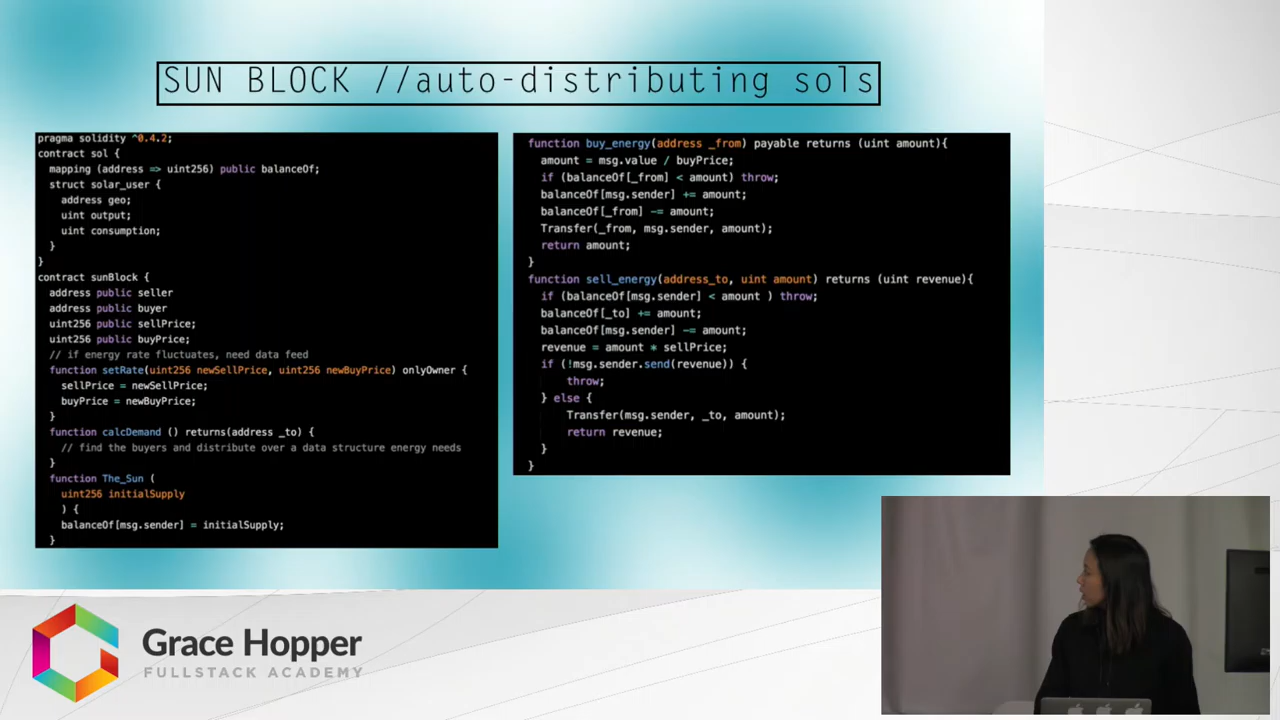 SUN BLOCK //auto-distributing sols
pragma solidity ^0.4.2;
contract sol {
mapping (address => uint256) public balanceOf;
struct solar_user {
address geo;
uint output;
uint consumption;
}
}
contract sunBlock {
address public seller
address public buyer
uint256 public sellPrice;
uint256 public buyPrice;
// if energy rate fluctuates, need data feed
function setRate(uint256 newSellPrice, uint256 newBuyPrice) onlyOwner {
sellPrice = newSellPrice;
buyPrice = newBuyPrice;
}
function calcDemand () returns(address _to) {
// find the buyers and distribute over a data structure energy needs
}
function The_Sun (
uint256 initialSupply
) {
balanceOf[msg.sender] = initialSupply;
}
function buy_energy(address _from) payable returns (uint amount){
amount = msg.value / buyPrice;
if (balanceOf[_from] < amount) throw;
balanceOf[msg.sender] += amount;
balanceOf[_from] -= amount;
Transfer(_from, msg.sender, amount);
return amount;
}
function sell_energy(address_to, uint amount) returns (uint revenue){
if (balanceOf[msg.sender] < amount ) throw;
balanceOf[_to] += amount;
balanceOf[msg.sender] -= amount;
revenue = amount * sellPrice;
if (!msg.sender.send(revenue)) {
throw;
} else {
Transfer(msg.sender, _to, amount);
return revenue;
}
}
Grace Hopper
FULLSTACK ACADEMY